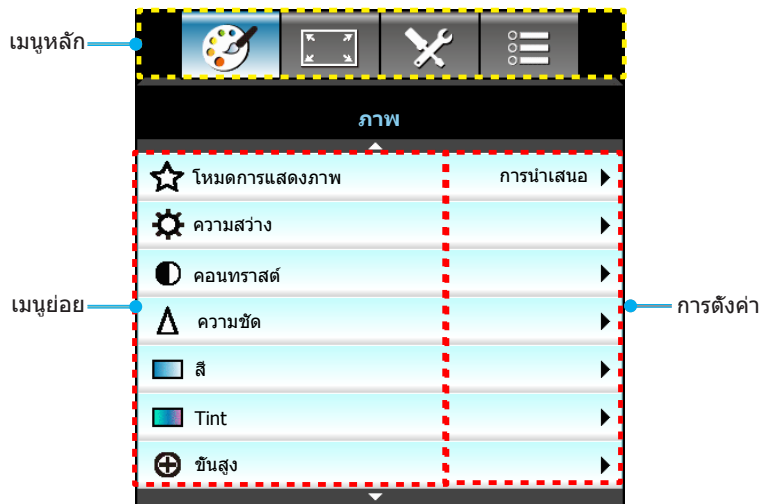 เมนูหลัก
ภาพ
โหมดการแสดงภาพ การนำเสนอ
ความสว่าง
คอนทราสต์
ความชัด
เมนูย่อย
การตั้งค่า
สี
Tint
ขั้นสูง